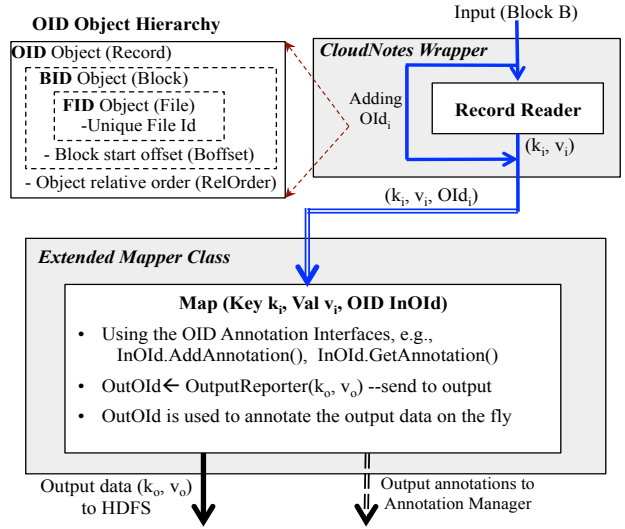 OID Object Hierarchy
OID Object (Record)
BID Object (Block)
FID Object (File)
-Unique File Id
- Block start offset (Boffset)
- Object relative order (RelOrder)
Input (Block B)
CloudNotes Wrapper
Adding
OIdᵢ
Record Reader
(kᵢ, vᵢ)
(kᵢ, vᵢ, OIdᵢ)
Extended Mapper Class
Map (Key kᵢ, Val vᵢ, OID InOId)
• Using the OID Annotation Interfaces, e.g.,
InOId.AddAnnotation(), InOId.GetAnnotation()
• OutOId← OutputReporter(kₒ, vₒ) --send to output
• OutOId is used to annotate the output data on the fly
Output data (kₒ, vₒ)
to HDFS
Output annotations to
Annotation Manager